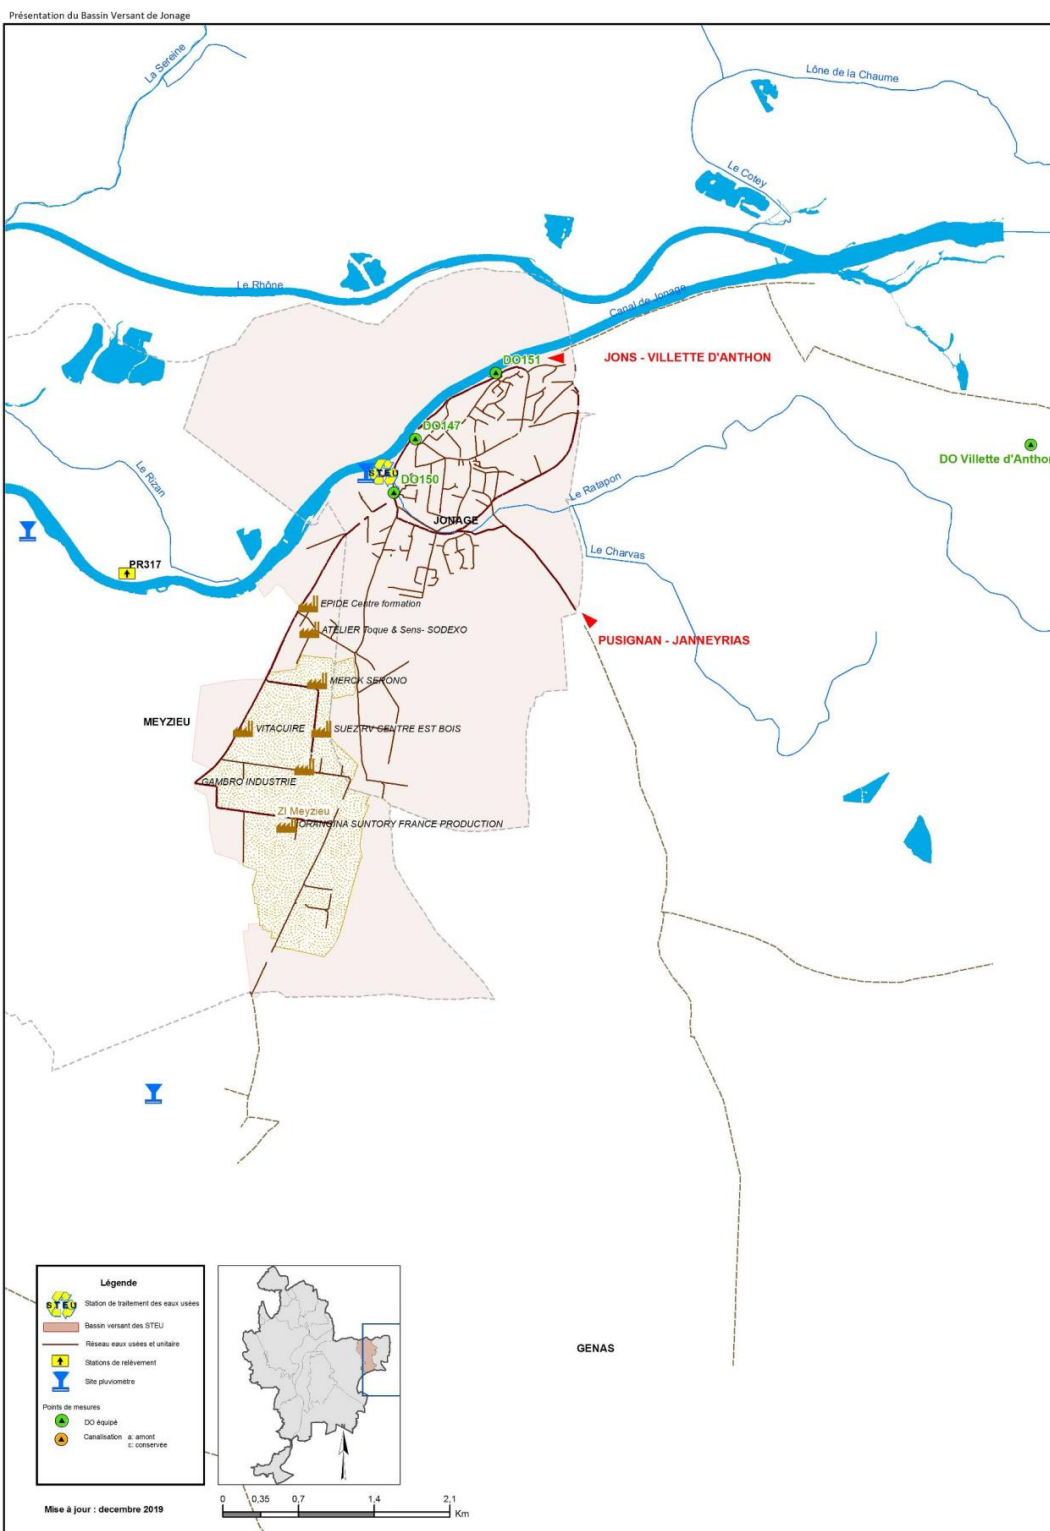 Présentation du Bassin Versant de Jonage
La Sereine
Lône de la Chaume
Le Cotey
Le Rhône
Canal de Jonage
DO151
JONS - VILLETTE D'ANTHON
DO147
DO Villette d'Anthon
Le Rizan
STEU
DO150
Le Ratapon
JONAGE
Le Charvas
PR317
EPIDE Centre formation
ATELIER Toque & Sens- SODEXO
PUSIGNAN - JANNEYRIAS
MERCK SERONO
MEYZIEU
VITACUIRE
SUEZ RV CENTRE EST BOIS
GAMBRO INDUSTRIE
ZI Meyzieu
ORANGINA SUNTORY FRANCE PRODUCTION
GENAS
Légende
STEU
Station de traitement des eaux usées
Bassin versant des STEU
Réseau eaux usées et unitaire
Stations de relèvement
Site pluviomètre
Points de mesures
DO équipé
Canalisation a: amont
c: conservée
N
Mise à jour : decembre 2019
0 0,35 0,7 1,4 2,1
Km